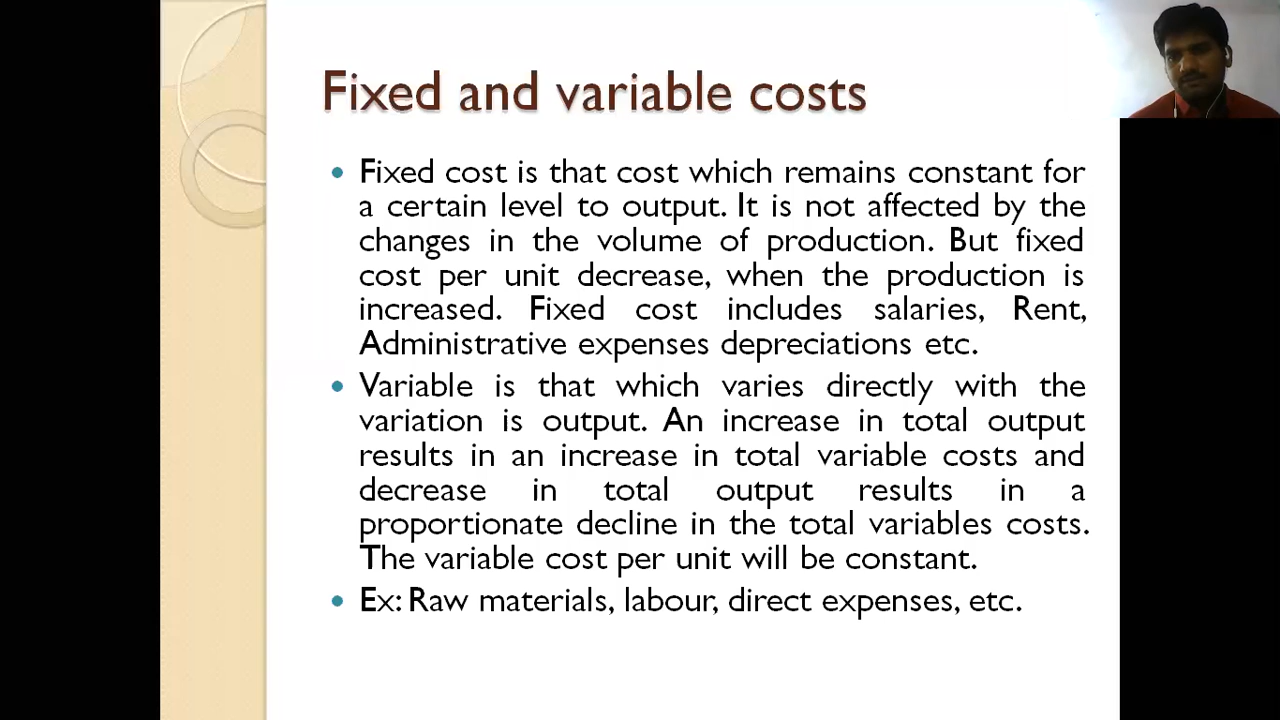 Fixed and variable costs
Fixed cost is that cost which remains constant for
a certain level to output. It is not affected by the
changes in the volume of production. But fixed
cost per unit decrease, when the production is
increased. Fixed cost includes salaries, Rent,
Administrative expenses depreciations etc.
Variable is that which varies directly with the
variation is output. An increase in total output
results in an increase in total variable costs and
decrease in total output results in a
proportionate decline in the total variables costs.
The variable cost per unit will be constant.
Ex: Raw materials, labour, direct expenses, etc.